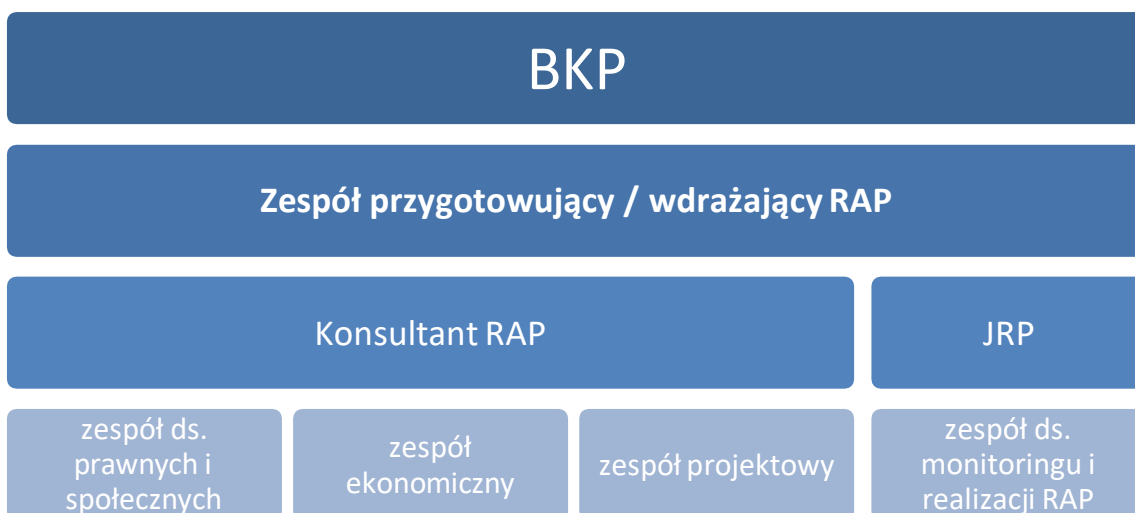 BKP
Zespół przygotowujący / wdrażający RAP
Konsultant RAP
JRP
zespół ds.
prawnych i
społecznych
zespół
ekonomiczny
zespół projektowy
zespół ds.
monitoringu i
realizacji RAP